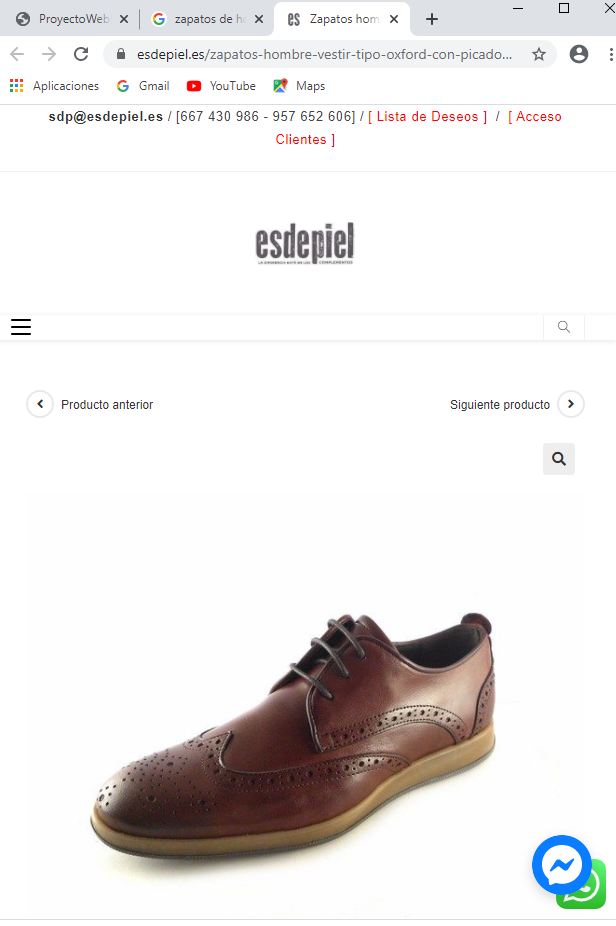 ProyectoWeb
zapatos de h
Zapatos hom
esdepiel.es/zapatos-hombre-vestir-tipo-oxford-con-picado...
Aplicaciones
Gmail
YouTube
Maps
sdp@esdepiel.es / [667 430 986 - 957 652 606] / [ Lista de Deseos ] / [ Acceso
Clientes ]
esdepiel
Producto anterior
Siguiente producto